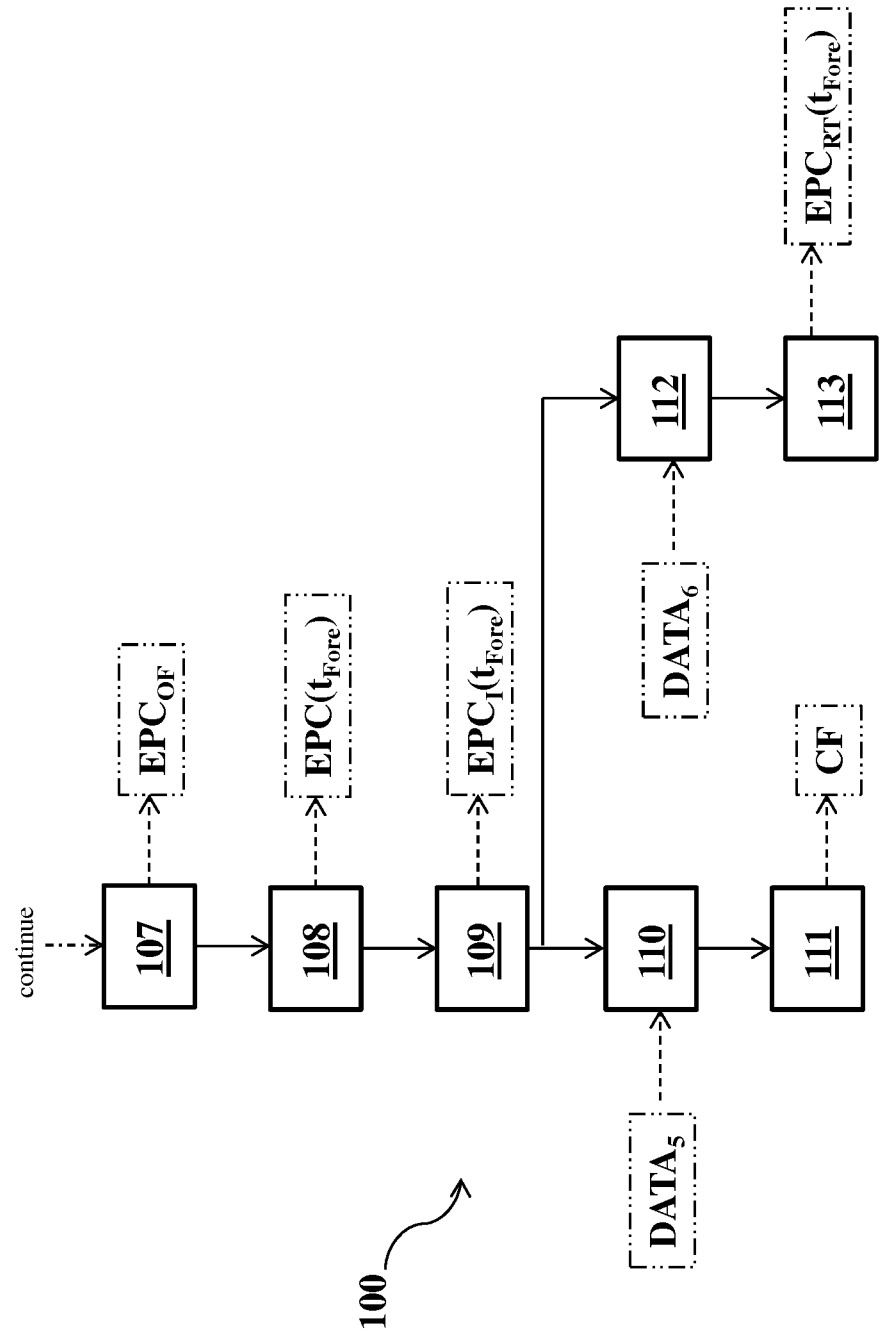 continue
107
EPC_OF
108
EPC(t_Fore)
109
EPC_I(t_Fore)
DATA_5
110
DATA_6
112
111
CF
113
EPC_RT(t_Fore)
100